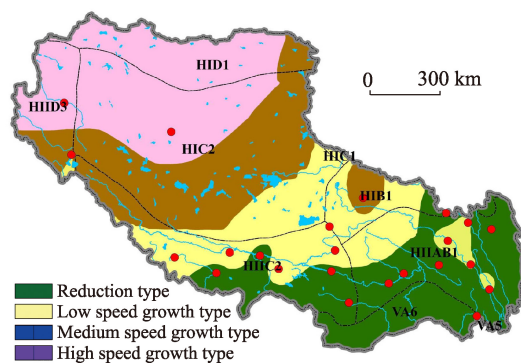 HID1
0 300 km
HIID3
HIC2
HIC1
HIB1
HIIC2
HIIAB1
VA6
VA5
Reduction type
Low speed growth type
Medium speed growth type
High speed growth type